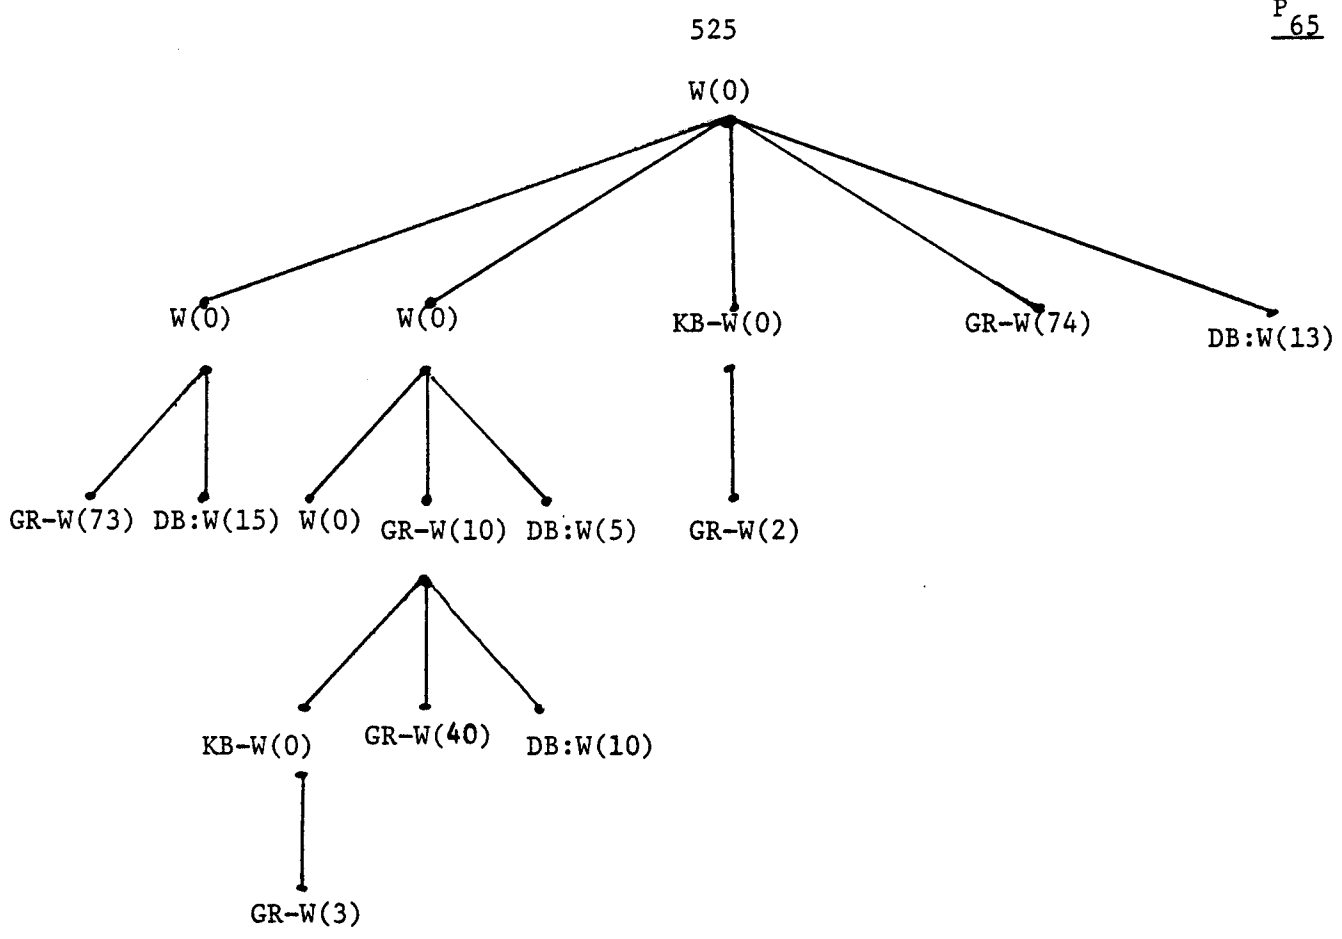 P 65
525
W(0)
W(0) W(0) KB-W(0) GR-W(74) DB:W(13)
GR-W(73) DB:W(15) W(0) GR-W(10) DB:W(5) GR-W(2)
KB-W(0) GR-W(40) DB:W(10)
GR-W(3)